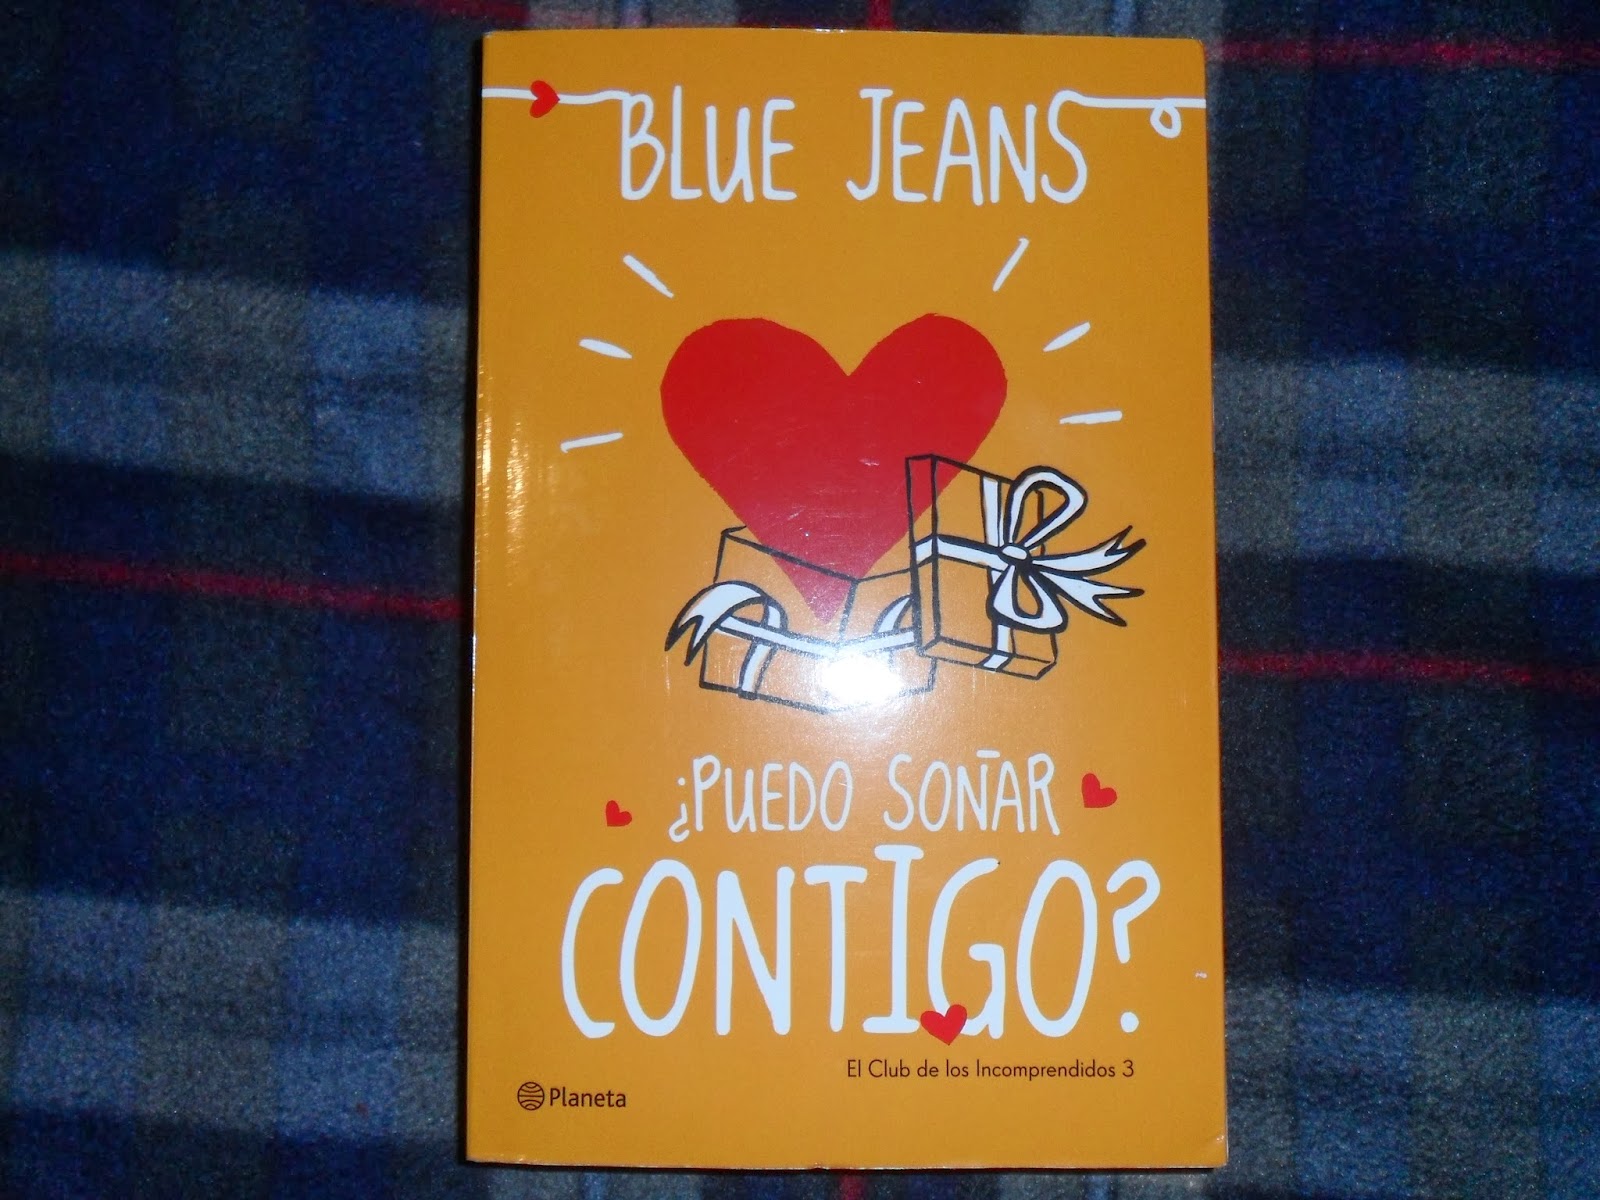 BLUE JEANS
¿PUEDO SOÑAR
CONTIGO?
El Club de los Incomprendidos 3
Planeta